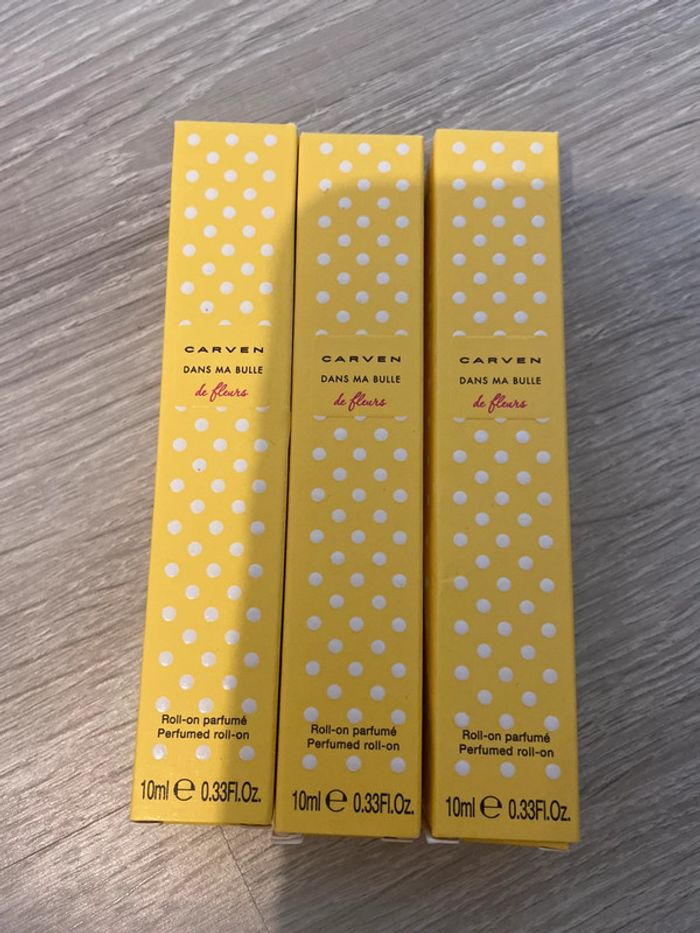 CARVEN
DANS MA BULLE
de fleurs
Roll-on parfumé
Perfumed roll-on
10ml ℮ 0.33Fl.Oz.
CARVEN
DANS MA BULLE
de fleurs
Roll-on parfumé
Perfumed roll-on
10ml ℮ 0.33Fl.Oz.
CARVEN
DANS MA BULLE
de fleurs
Roll-on parfumé
Perfumed roll-on
10ml ℮ 0.33Fl.Oz.